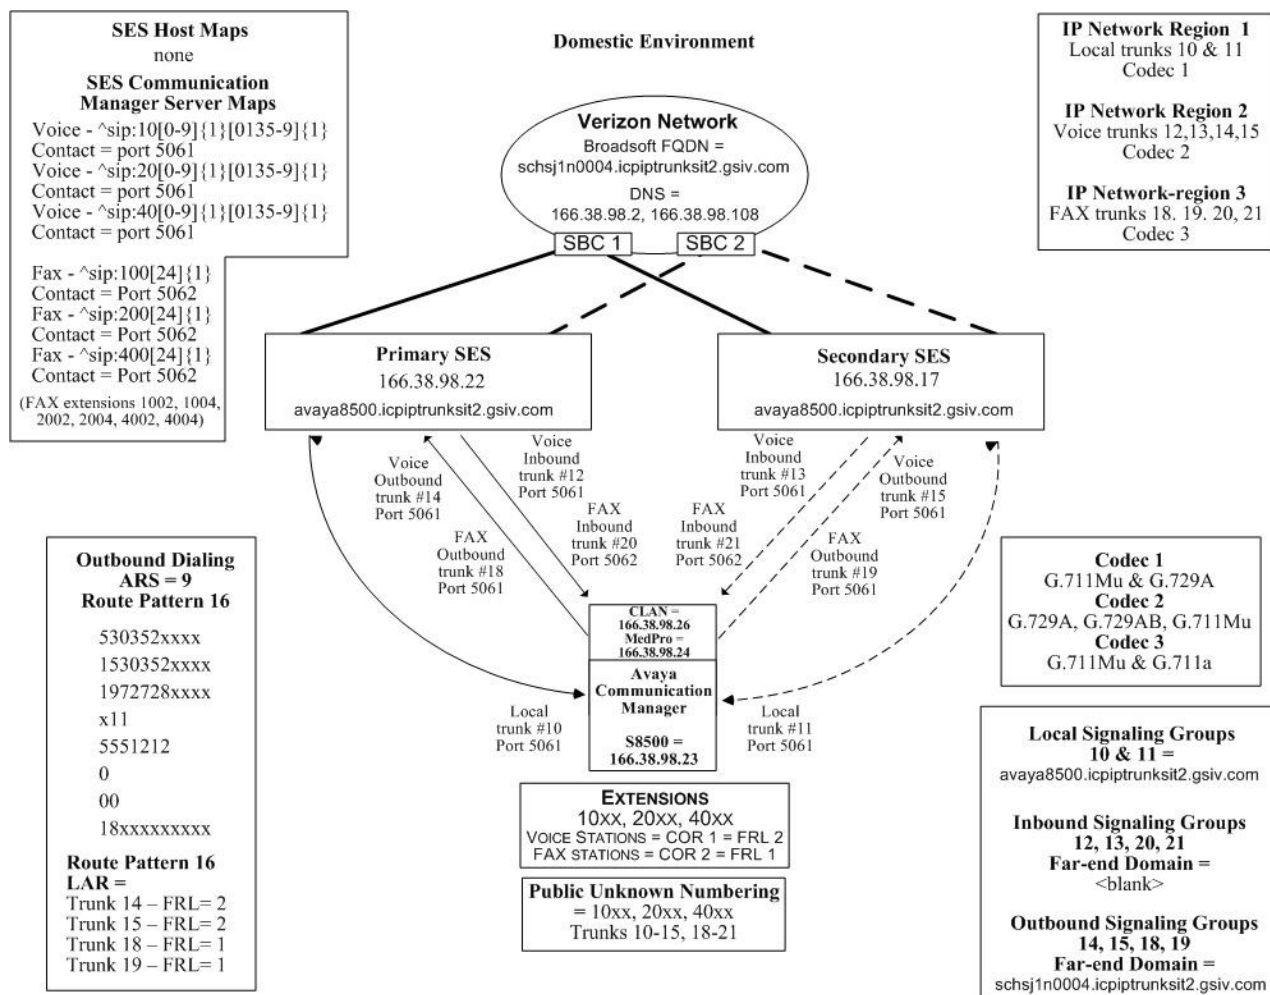 SES Host Maps
none
SES Communication
Manager Server Maps
Voice - ^sip:10[0-9]{1}[0135-9]{1}
Contact = port 5061
Voice - ^sip:20[0-9]{1}[0135-9]{1}
Contact = port 5061
Voice - ^sip:40[0-9]{1}[0135-9]{1}
Contact = port 5061
Fax - ^sip:100[24]{1}
Contact = Port 5062
Fax - ^sip:200[24]{1}
Contact = Port 5062
Fax - ^sip:400[24]{1}
Contact = Port 5062
(FAX extensions 1002, 1004,
2002, 2004, 4002, 4004)
Domestic Environment
Verizon Network
Broadsoft FQDN =
schsj1n0004.icpiptrunksit2.gsiv.com
DNS =
166.38.98.2, 166.38.98.108
SBC 1
SBC 2
IP Network Region 1
Local trunks 10 & 11
Codec 1
IP Network Region 2
Voice trunks 12,13,14,15
Codec 2
IP Network-region 3
FAX trunks 18. 19. 20, 21
Codec 3
Primary SES
166.38.98.22
avaya8500.icpiptrunksit2.gsiv.com
Secondary SES
166.38.98.17
avaya8500.icpiptrunksit2.gsiv.com
Voice
Outbound
trunk #14
Port 5061
Voice
Inbound
trunk #12
Port 5061
FAX
Outbound
trunk #18
Port 5061
FAX
Inbound
trunk #20
Port 5062
Voice
Inbound
trunk #13
Port 5061
Voice
Outbound
trunk #15
Port 5061
FAX
Inbound
trunk #21
Port 5062
FAX
Outbound
trunk #19
Port 5061
CLAN =
166.38.98.26
MedPro =
166.38.98.24
Avaya
Communication
Manager
S8500 =
166.38.98.23
Local
trunk #10
Port 5061
Local
trunk #11
Port 5061
Outbound Dialing
ARS = 9
Route Pattern 16
530352xxxx
1530352xxxx
1972728xxxx
x11
5551212
0
00
18xxxxxxxxx
Route Pattern 16
LAR =
Trunk 14 – FRL= 2
Trunk 15 – FRL= 2
Trunk 18 – FRL= 1
Trunk 19 – FRL= 1
EXTENSIONS
10XX, 20XX, 40XX
VOICE STATIONS = COR 1 = FRL 2
FAX STATIONS = COR 2 = FRL 1
Public Unknown Numbering
= 10xx, 20xx, 40xx
Trunks 10-15, 18-21
Codec 1
G.711Mu & G.729A
Codec 2
G.729A, G.729AB, G.711Mu
Codec 3
G.711Mu & G.711a
Local Signaling Groups
10 & 11 =
avaya8500.icpiptrunksit2.gsiv.com
Inbound Signaling Groups
12, 13, 20, 21
Far-end Domain =
<blank>
Outbound Signaling Groups
14, 15, 18, 19
Far-end Domain =
schsj1n0004.icpiptrunksit2.gsiv.com